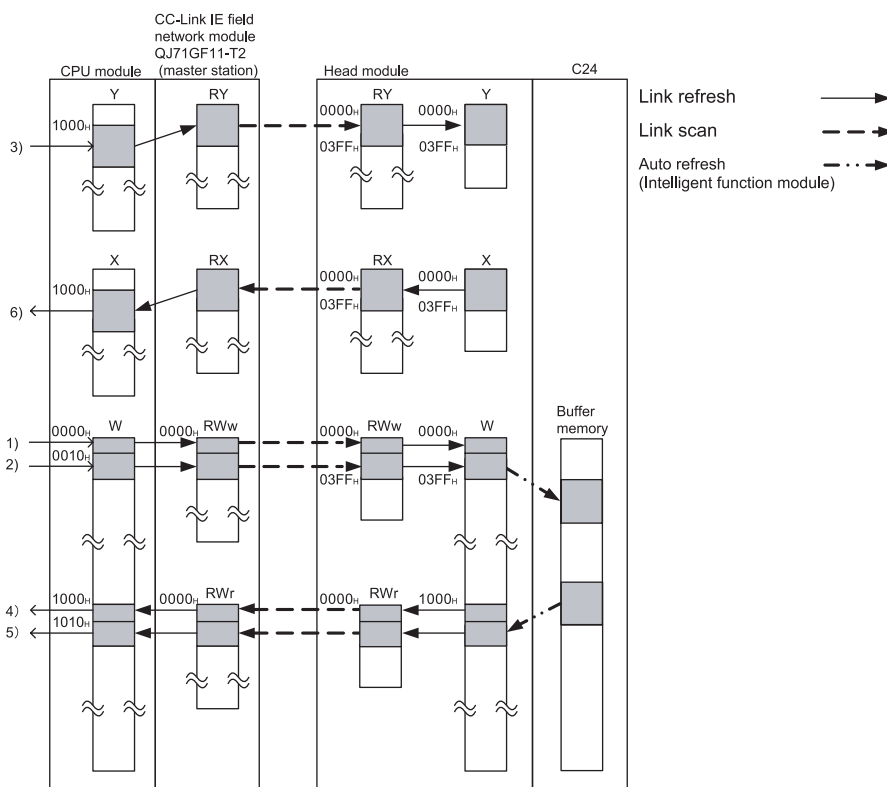 CC-Link IE field
network module
QJ71GF11-T2
(master station)
CPU module
Head module
C24
Y
RY
RY
Y
1000H
0000H
0000H
3)
03FFH
03FFH
Link refresh
Link scan
Auto refresh
(Intelligent function module)
X
RX
RX
X
1000H
0000H
0000H
6)
03FFH
03FFH
W
RWw
RWw
W
Buffer
memory
1)
0000H
0000H
0000H
0000H
2)
0010H
03FFH
03FFH
RWr
RWr
4)
1000H
0000H
0000H
1000H
5)
1010H